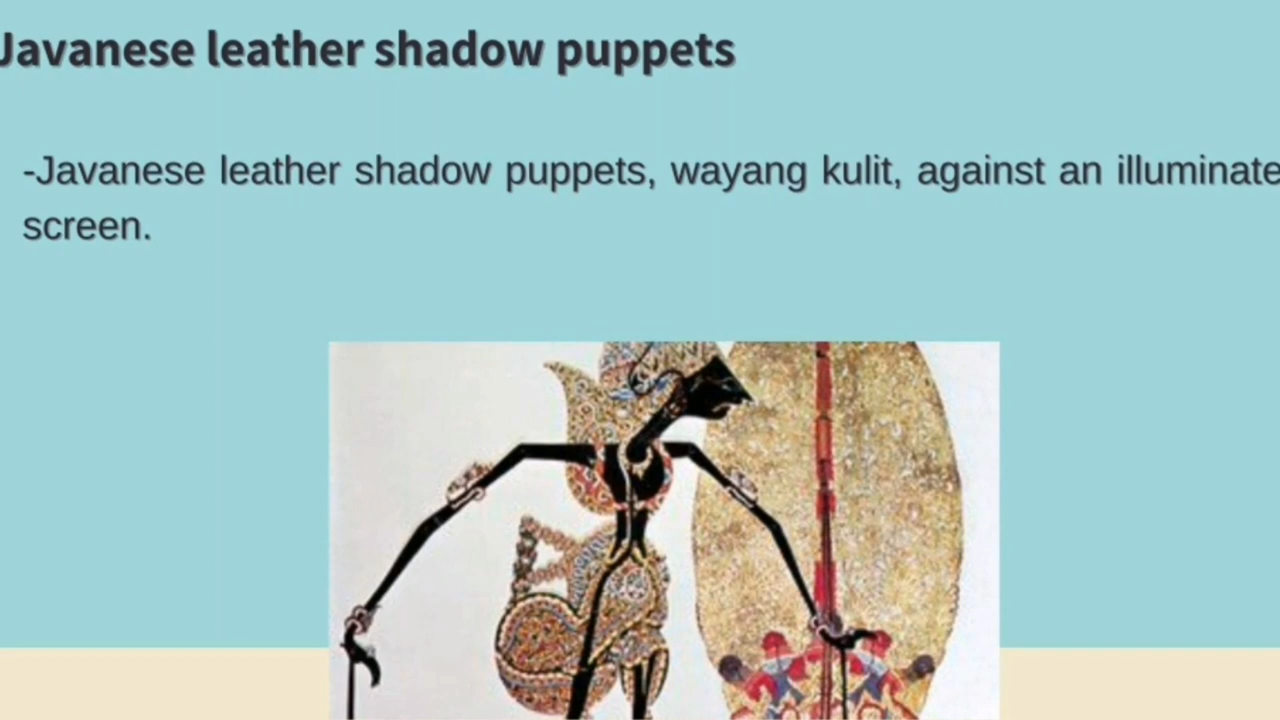 Javanese leather shadow puppets
-Javanese leather shadow puppets, wayang kulit, against an illuminate
screen.